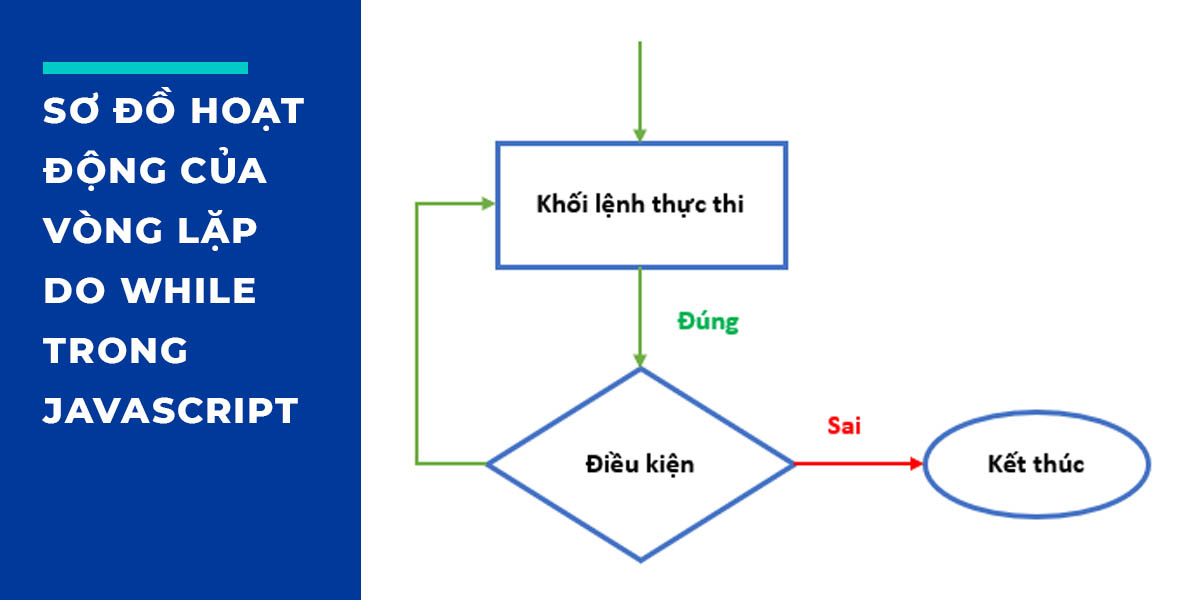 SƠ ĐỒ HOẠT
ĐỘNG CỦA
VÒNG LẶP
DO WHILE
TRONG
JAVASCRIPT
Khối lệnh thực thi
Đúng
Điều kiện
Sai
Kết thúc